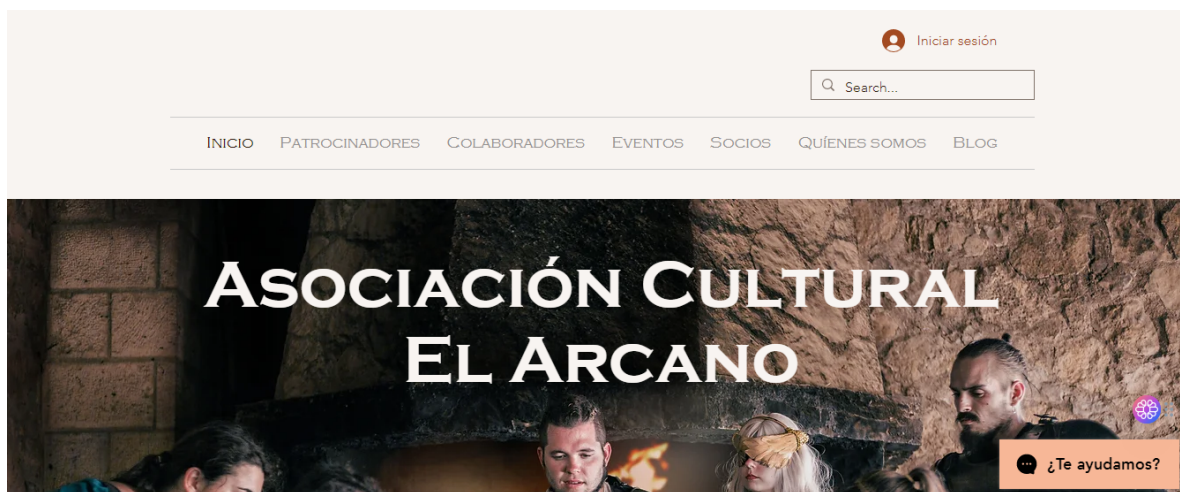 Iniciar sesión
Search...
Inicio Patrocinadores Colaboradores Eventos Socios Quíenes somos Blog
Asociación Cultural
El Arcano
¿Te ayudamos?